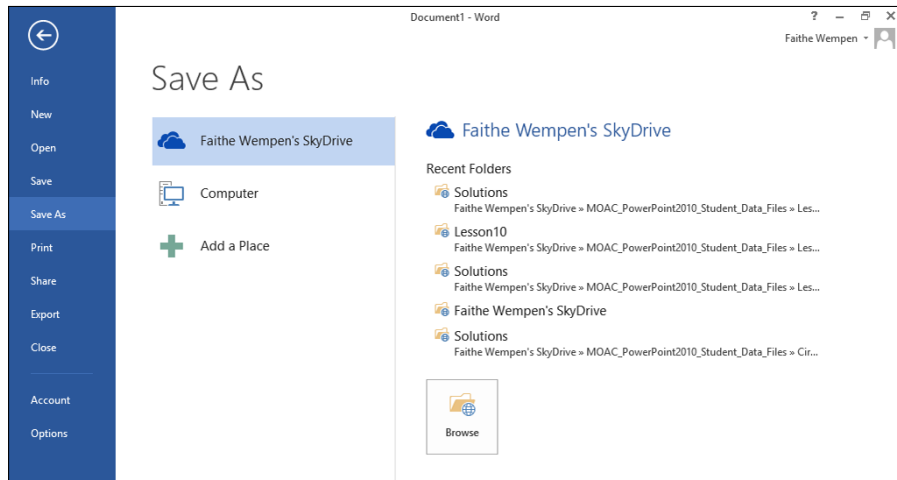 Document1 - Word
?
Faithe Wempen
Info
New
Open
Save
Save As
Print
Share
Export
Close
Account
Options
Save As
Faithe Wempen's SkyDrive
Computer
Add a Place
Faithe Wempen's SkyDrive
Recent Folders
Solutions
Faithe Wempen's SkyDrive » MOAC_PowerPoint2010_Student_Data_Files » Les...
Lesson10
Faithe Wempen's SkyDrive » MOAC_PowerPoint2010_Student_Data_Files » Les...
Solutions
Faithe Wempen's SkyDrive » MOAC_PowerPoint2010_Student_Data_Files » Les...
Faithe Wempen's SkyDrive
Solutions
Faithe Wempen's SkyDrive » MOAC_PowerPoint2010_Student_Data_Files » Cir...
Browse